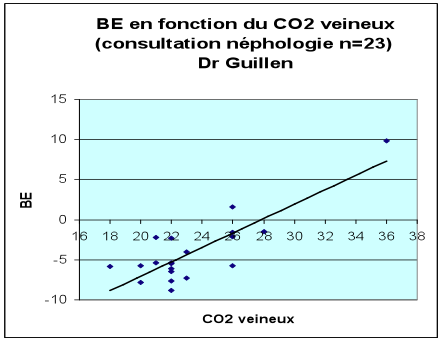 BE en fonction du CO2 veineux
(consultation néphologie n=23)
Dr Guillen
15
10
5
0
16 18 20 22 24 26 28 30 32 34 36 38
-5
-10
BE
CO2 veineux